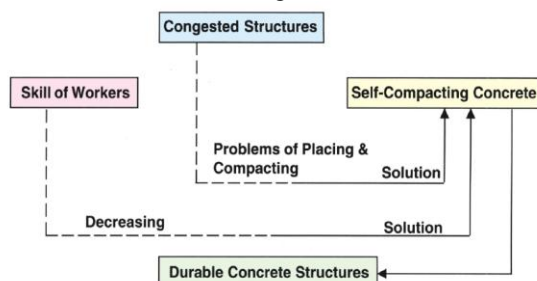 Congested Structures
Skill of Workers
Self-Compacting Concrete
Problems of Placing &
Compacting
Solution
Decreasing
Solution
Durable Concrete Structures